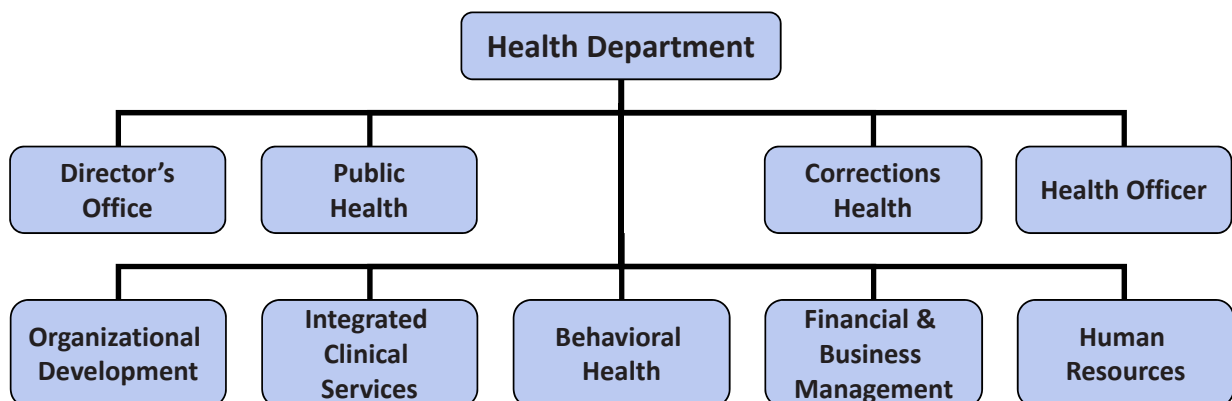 Health Department
Director’s
Office
Public
Health
Corrections
Health
Health Officer
Organizational
Development
Integrated
Clinical
Services
Behavioral
Health
Financial &
Business
Management
Human
Resources